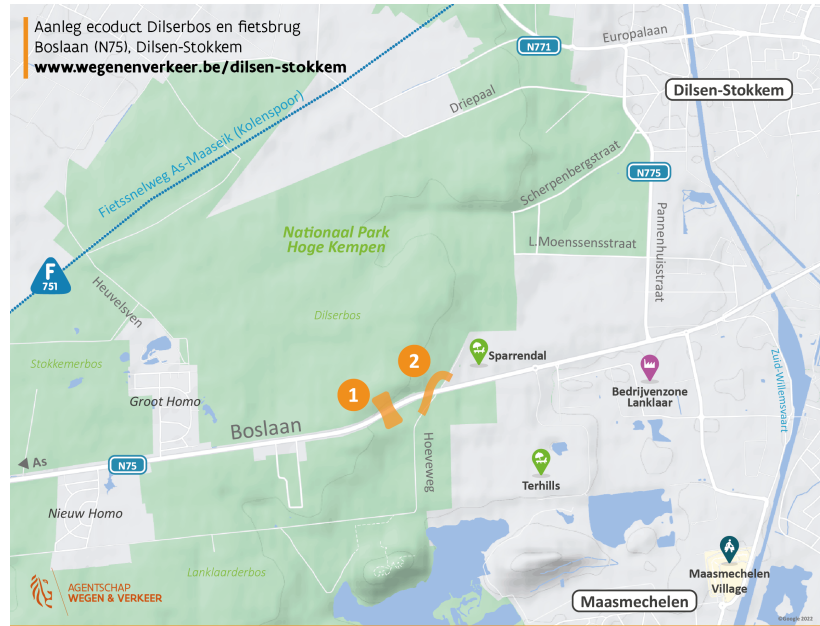 Aanleg ecoduct Dilserbos en fietsbrug
Boslaan (N75), Dilsen-Stokkem
www.wegenenverkeer.be/dilsen-stokkem
N771
Europalaan
Dilsen-Stokkem
Driepaal
Fietssnelweg As-Maaseik (Kolenspoor)
Scherpenbergstraat
N775
Nationaal Park
Hoge Kempen
L.Moenssensstraat
Pannenhuisstraat
F
751
Heuvelsven
Dilserbos
Stokkemerbos
2
Sparrendal
Zuid-Willemsvaart
1
Bedrijvenzone
Lanklaar
Groot Homo
Boslaan
As
N75
Hoeveweg
Terhills
Nieuw Homo
Lanklaarderbos
Maasmechelen
Village
AGENTSCHAP
WEGEN & VERKEER
Maasmechelen
©Google 2022